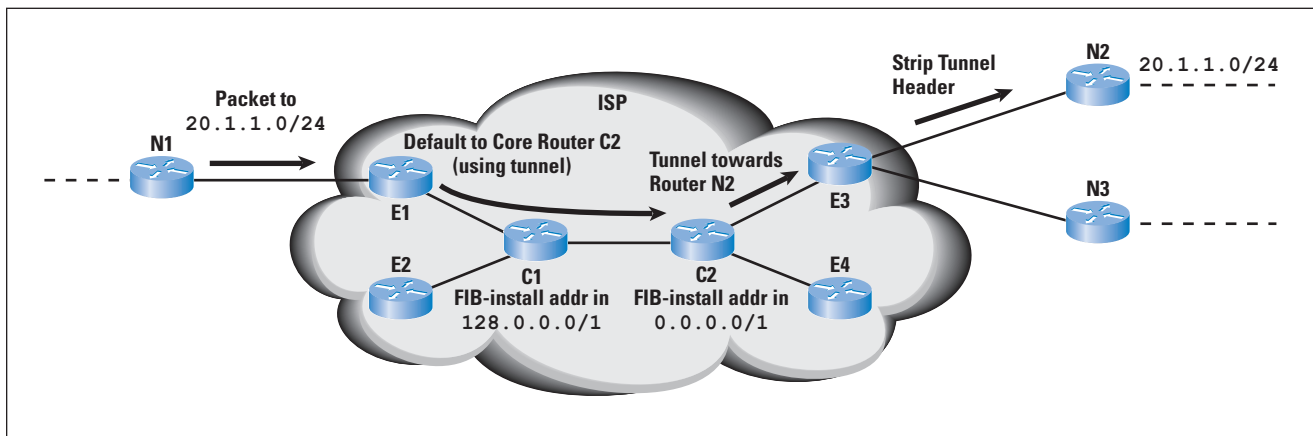 Packet to
20.1.1.0/24
N1
ISP
Default to Core Router C2
(using tunnel)
E1
E2
C1
FIB-install addr in
128.0.0.0/1
Tunnel towards
Router N2
C2
FIB-install addr in
0.0.0.0/1
E3
E4
Strip Tunnel
Header
N2
20.1.1.0/24
N3